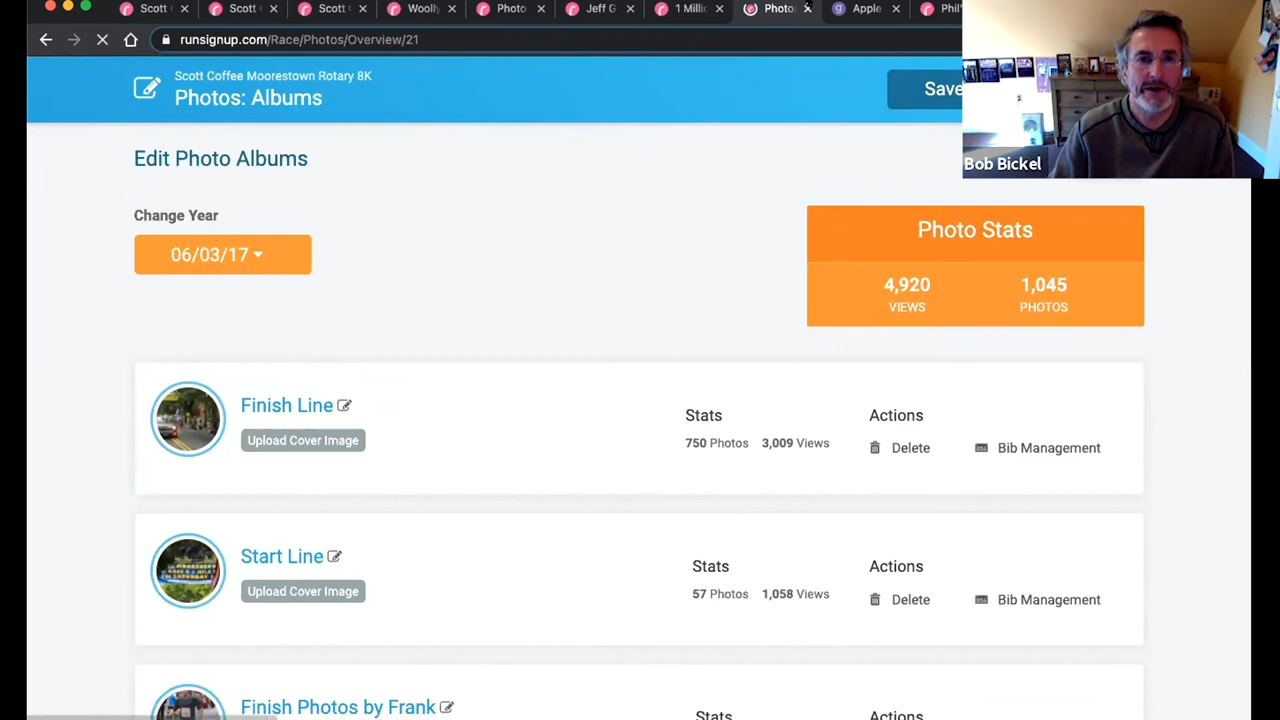 Scott
Scott
Scott
Woolly
Photo
Jeff G
1 Milli
Photo
Apple
Phil'
runsignup.com/Race/Photos/Overview/21
Scott Coffee Moorestown Rotary 8K
Photos: Albums
Save
Bob Bickel
Edit Photo Albums
Change Year
06/03/17
Photo Stats
4,920 1,045
VIEWS PHOTOS
Finish Line
Upload Cover Image
Stats
750 Photos 3,009 Views
Actions
Delete Bib Management
Start Line
Upload Cover Image
Stats
57 Photos 1,058 Views
Actions
Delete Bib Management
Finish Photos by Frank
Stats
Actions